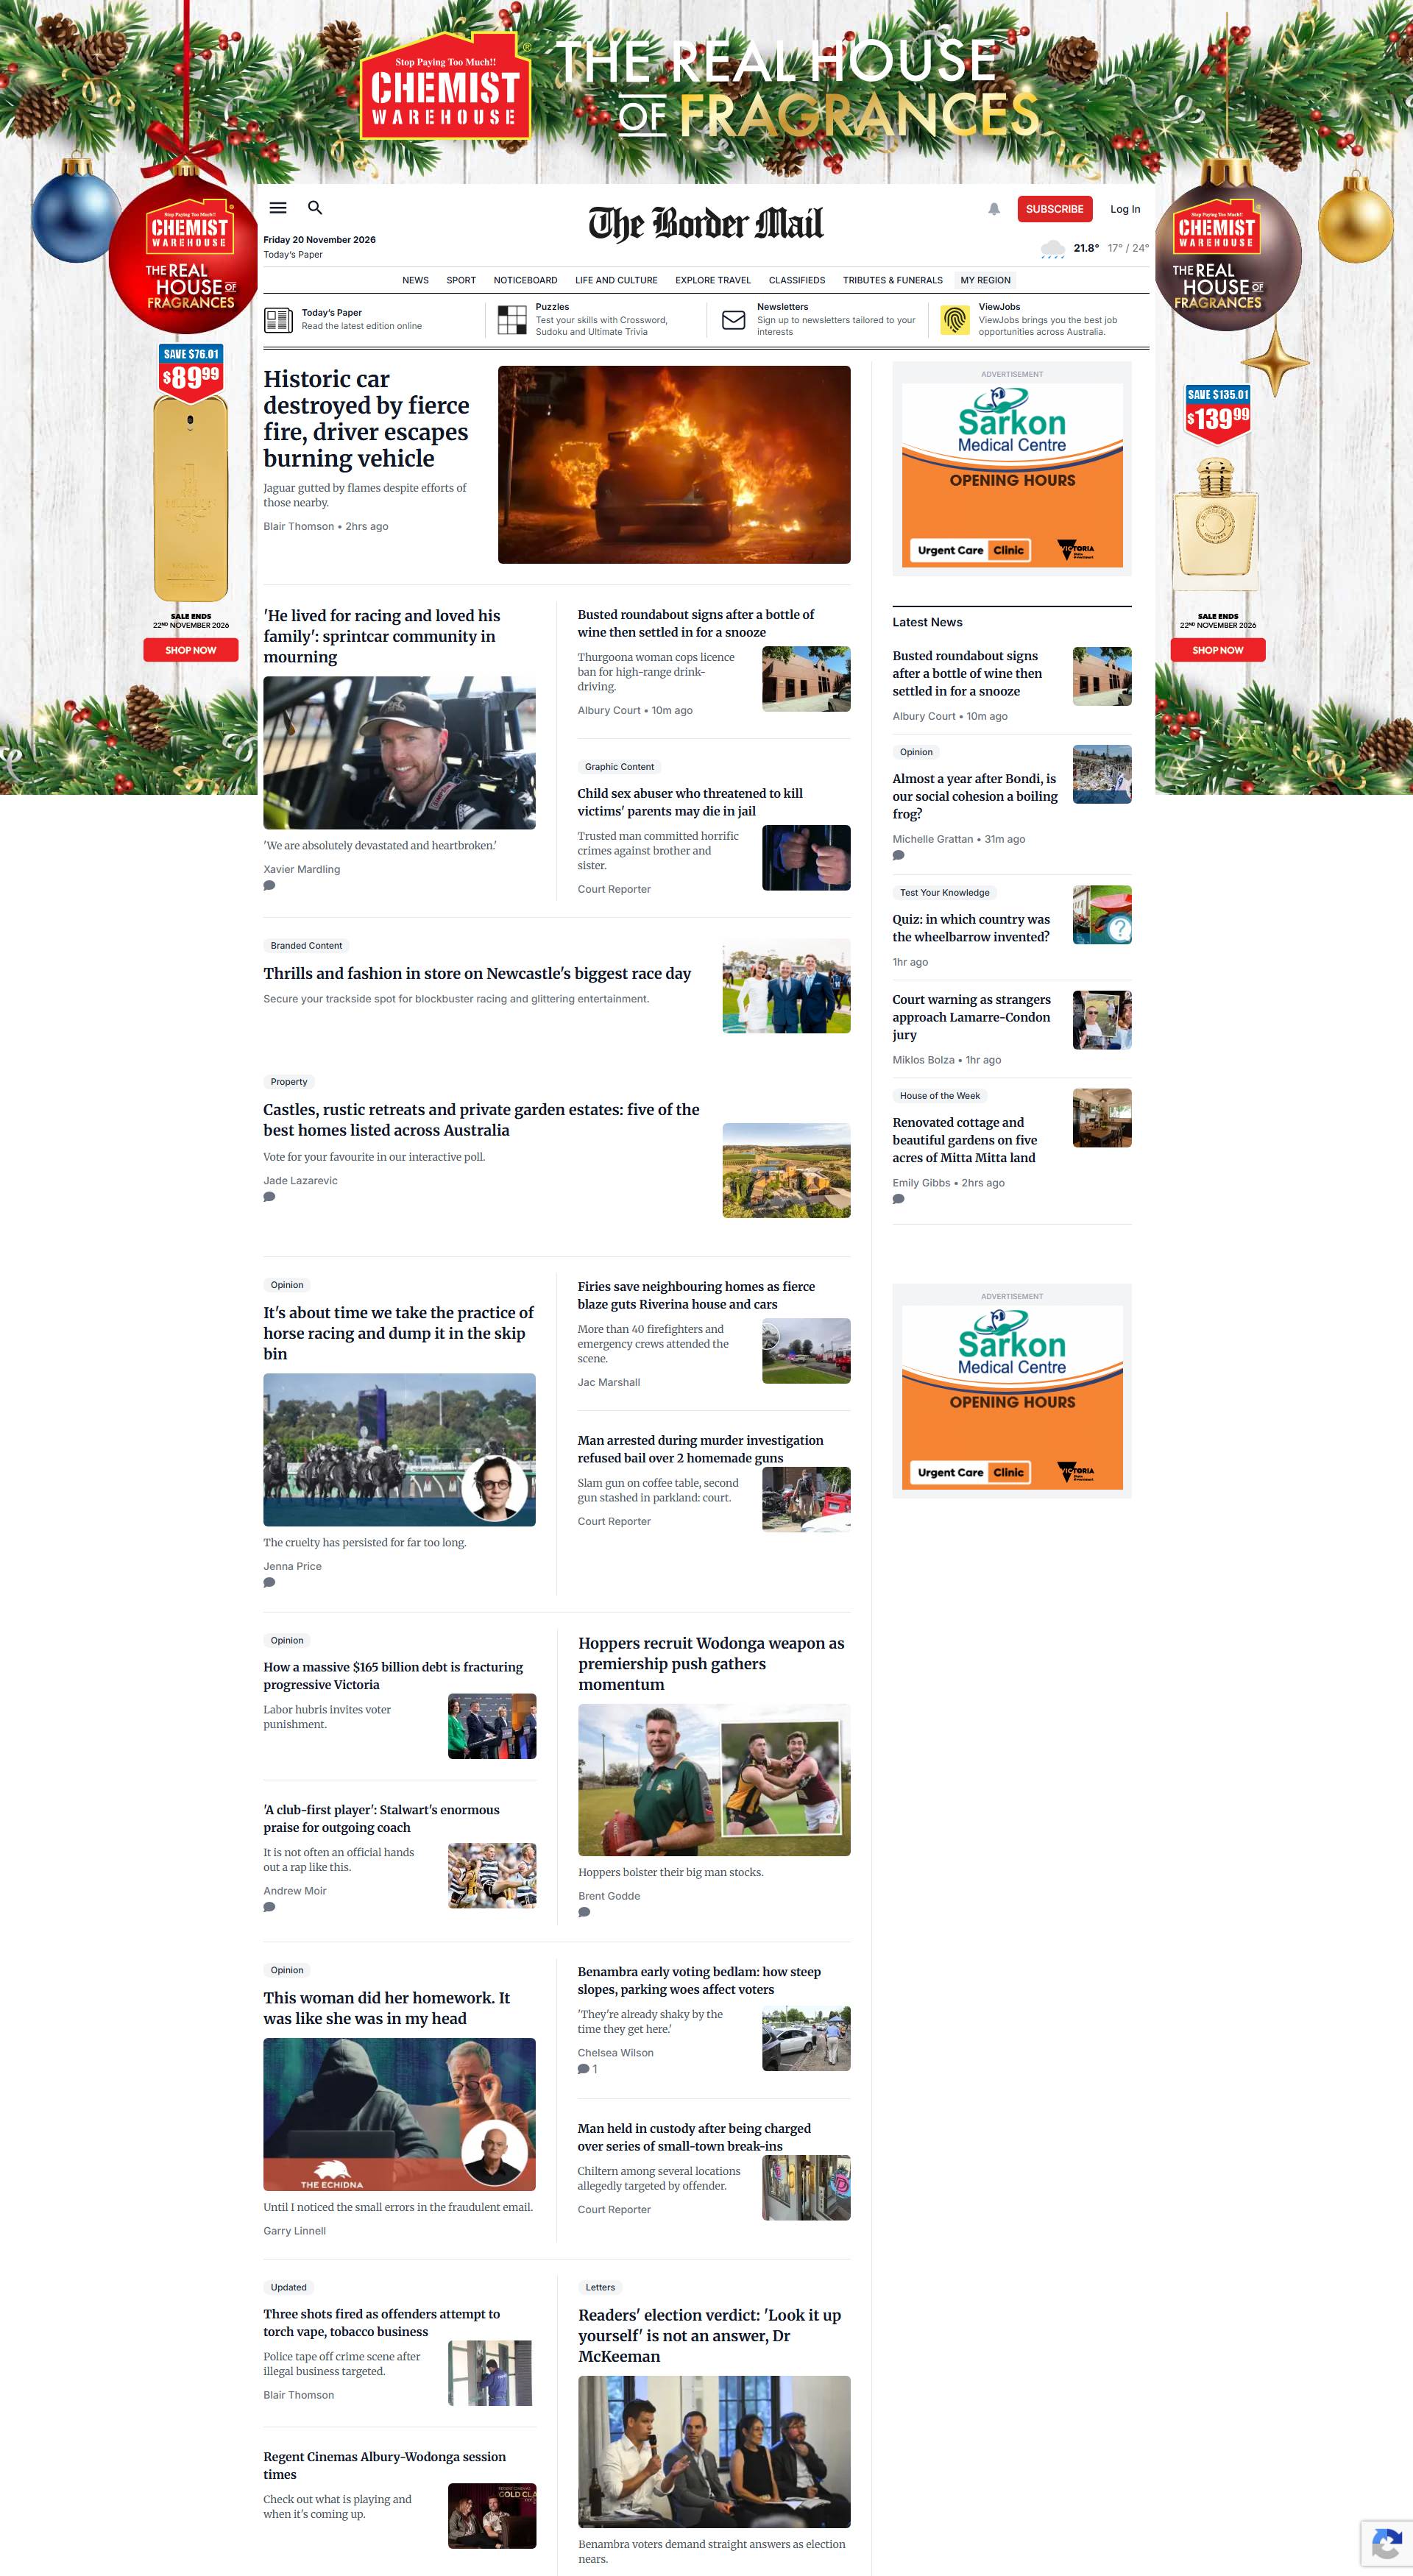 Stop Paying Too Much!!
CHEMIST
WAREHOUSE
THE REAL HOUSE
OF FRAGRANCES
Stop Paying Too Much!!
CHEMIST
WAREHOUSE
THE REAL
HOUSE OF
FRAGRANCES
SAVE $76.01
$89.99
SALE ENDS
22ND NOVEMBER 2026
SHOP NOW
Stop Paying Too Much!!
CHEMIST
WAREHOUSE
THE REAL
HOUSE OF
FRAGRANCES
SAVE $135.01
$139.99
SALE ENDS
22ND NOVEMBER 2026
SHOP NOW
The Border Mail
SUBSCRIBE
Log In
Friday 20 November 2026
Today's Paper
21.8° 17° / 24°
NEWS SPORT NOTICEBOARD LIFE AND CULTURE EXPLORE TRAVEL CLASSIFIEDS TRIBUTES & FUNERALS MY REGION
Today's Paper
Read the latest edition online
Puzzles
Test your skills with Crossword,
Sudoku and Ultimate Trivia
Newsletters
Sign up to newsletters tailored to your
interests
ViewJobs
ViewJobs brings you the best job
opportunities across Australia.
Historic car
destroyed by fierce
fire, driver escapes
burning vehicle
Jaguar gutted by flames despite efforts of
those nearby.
Blair Thomson • 2hrs ago
'He lived for racing and loved his
family': sprintcar community in
mourning
'We are absolutely devastated and heartbroken.'
Xavier Mardling
Busted roundabout signs after a bottle of
wine then settled in for a snooze
Thurgoona woman cops licence
ban for high-range drink-
driving.
Albury Court • 10m ago
Graphic Content
Child sex abuser who threatened to kill
victims' parents may die in jail
Trusted man committed horrific
crimes against brother and
sister.
Court Reporter
Branded Content
Thrills and fashion in store on Newcastle's biggest race day
Secure your trackside spot for blockbuster racing and glittering entertainment.
Property
Castles, rustic retreats and private garden estates: five of the
best homes listed across Australia
Vote for your favourite in our interactive poll.
Jade Lazarevic
Opinion
It's about time we take the practice of
horse racing and dump it in the skip
bin
The cruelty has persisted for far too long.
Jenna Price
Firies save neighbouring homes as fierce
blaze guts Riverina house and cars
More than 40 firefighters and
emergency crews attended the
scene.
Jac Marshall
Man arrested during murder investigation
refused bail over 2 homemade guns
Slam gun on coffee table, second
gun stashed in parkland: court.
Court Reporter
Opinion
How a massive $165 billion debt is fracturing
progressive Victoria
Labor hubris invites voter
punishment.
'A club-first player': Stalwart's enormous
praise for outgoing coach
It is not often an official hands
out a rap like this.
Andrew Moir
Hoppers recruit Wodonga weapon as
premiership push gathers
momentum
Hoppers bolster their big man stocks.
Brent Godde
Opinion
This woman did her homework. It
was like she was in my head
THE ECHIDNA
Until I noticed the small errors in the fraudulent email.
Garry Linnell
Benambra early voting bedlam: how steep
slopes, parking woes affect voters
'They're already shaky by the
time they get here.'
Chelsea Wilson
1
Man held in custody after being charged
over series of small-town break-ins
Chiltern among several locations
allegedly targeted by offender.
Court Reporter
Updated
Three shots fired as offenders attempt to
torch vape, tobacco business
Police tape off crime scene after
illegal business targeted.
Blair Thomson
Regent Cinemas Albury-Wodonga session
times
Check out what is playing and
when it's coming up.
GOLD CLA
Letters
Readers' election verdict: 'Look it up
yourself' is not an answer, Dr
McKeeman
Benambra voters demand straight answers as election
nears.
ADVERTISEMENT
Sarkon
Medical Centre
OPENING HOURS
Urgent Care Clinic
VICTORIA
Latest News
Busted roundabout signs
after a bottle of wine then
settled in for a snooze
Albury Court • 10m ago
Opinion
Almost a year after Bondi, is
our social cohesion a boiling
frog?
Michelle Grattan • 31m ago
Test Your Knowledge
Quiz: in which country was
the wheelbarrow invented?
1hr ago
Court warning as strangers
approach Lamarre-Condon
jury
Miklos Bolza • 1hr ago
House of the Week
Renovated cottage and
beautiful gardens on five
acres of Mitta Mitta land
Emily Gibbs • 2hrs ago
ADVERTISEMENT
Sarkon
Medical Centre
OPENING HOURS
Urgent Care Clinic
VICTORIA